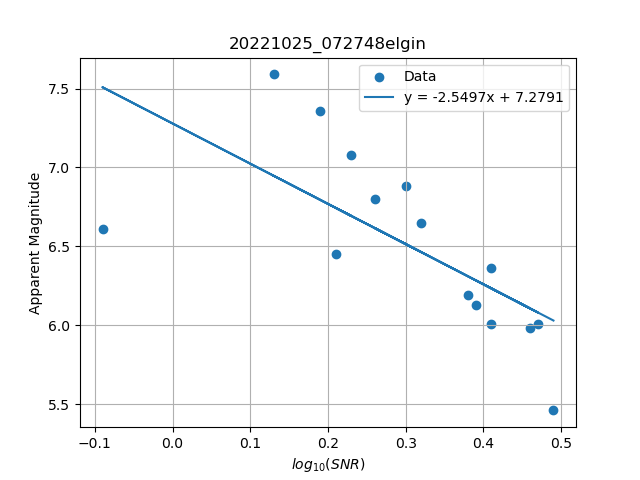 20221025_072748elgin
Data
y = -2.5497x + 7.2791
7.5
7.0
6.5
6.0
5.5
Apparent Magnitude
−0.1 0.0 0.1 0.2 0.3 0.4 0.5
log10(SNR)